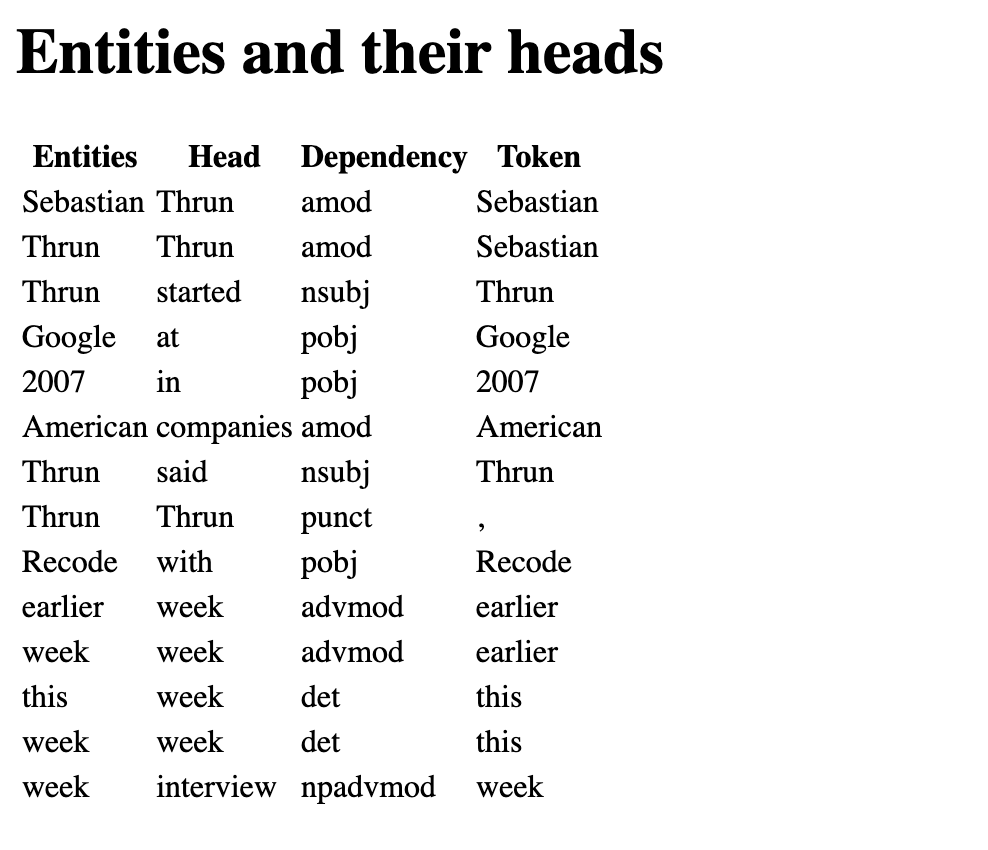 Entities and their heads
Entities Head Dependency Token
Sebastian Thrun amod Sebastian
Thrun Thrun amod Sebastian
Thrun started nsubj Thrun
Google at pobj Google
2007 in pobj 2007
American companies amod American
Thrun said nsubj Thrun
Thrun Thrun punct ,
Recode with pobj Recode
earlier week advmod earlier
week week advmod earlier
this week det this
week week det this
week interview npadvmod week